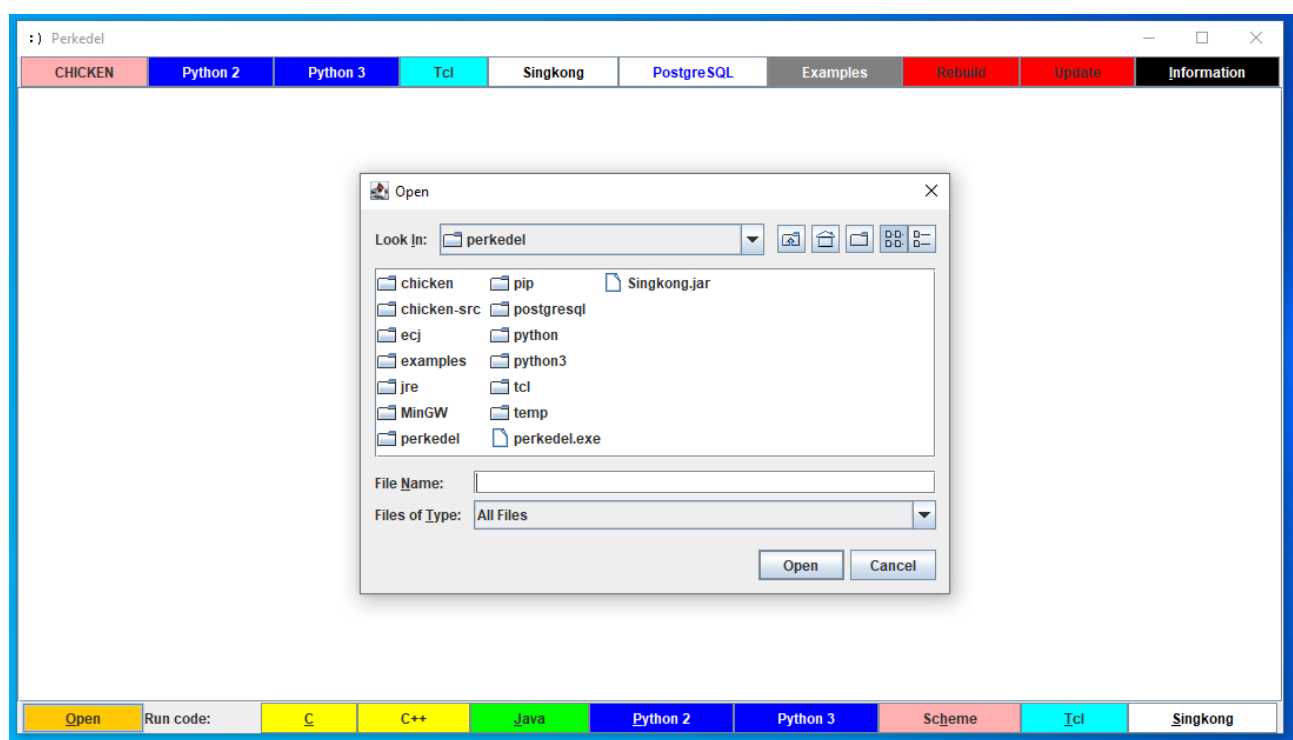 :) Perkedel
CHICKEN Python 2 Python 3 Tcl Singkong PostgreSQL Examples Rebuild Update Information
Open
Look In: perkedel
chicken pip Singkong.jar
chicken-src postgresql
ecj python
examples python3
jre tcl
MinGW temp
perkedel perkedel.exe
File Name:
Files of Type: All Files
Open Cancel
Open Run code: C C++ Java Python 2 Python 3 Scheme Tcl Singkong